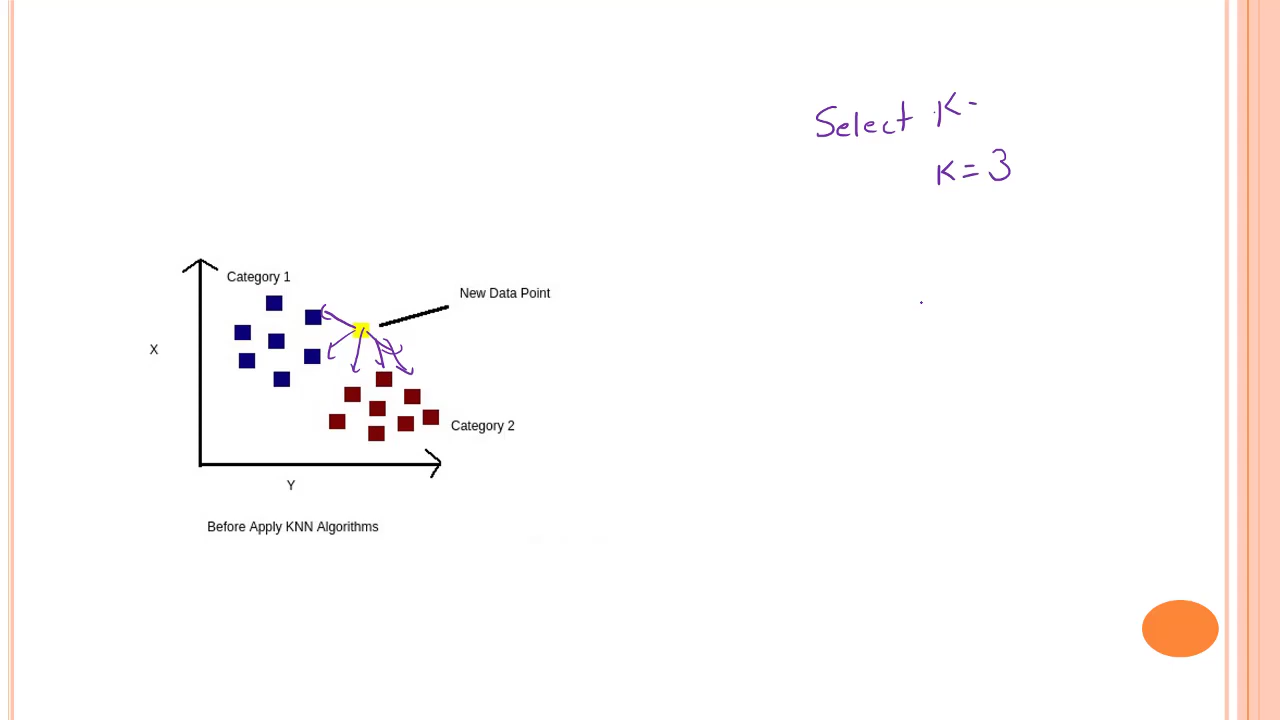 Select K-
K=3
Category 1
New Data Point
X
Category 2
Y
Before Apply KNN Algorithms